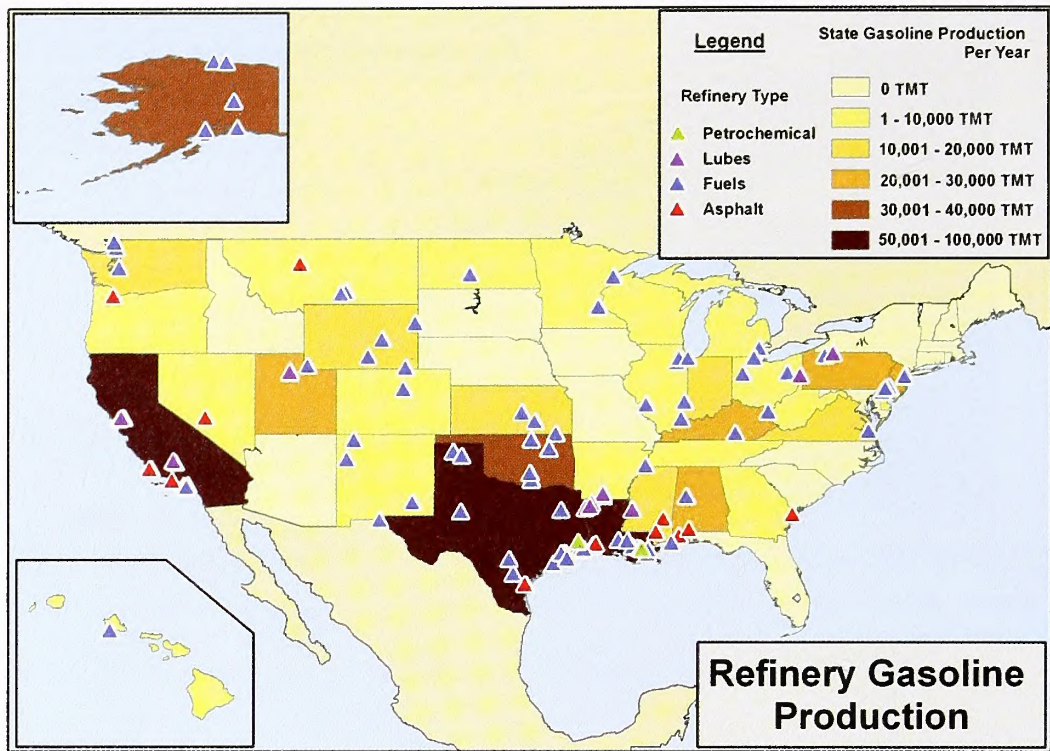 Legend
Refinery Type
Petrochemical
Lubes
Fuels
Asphalt
State Gasoline Production
Per Year
0 TMT
1 - 10,000 TMT
10,001 - 20,000 TMT
20,001 - 30,000 TMT
30,001 - 40,000 TMT
50,001 - 100,000 TMT
Refinery Gasoline
Production